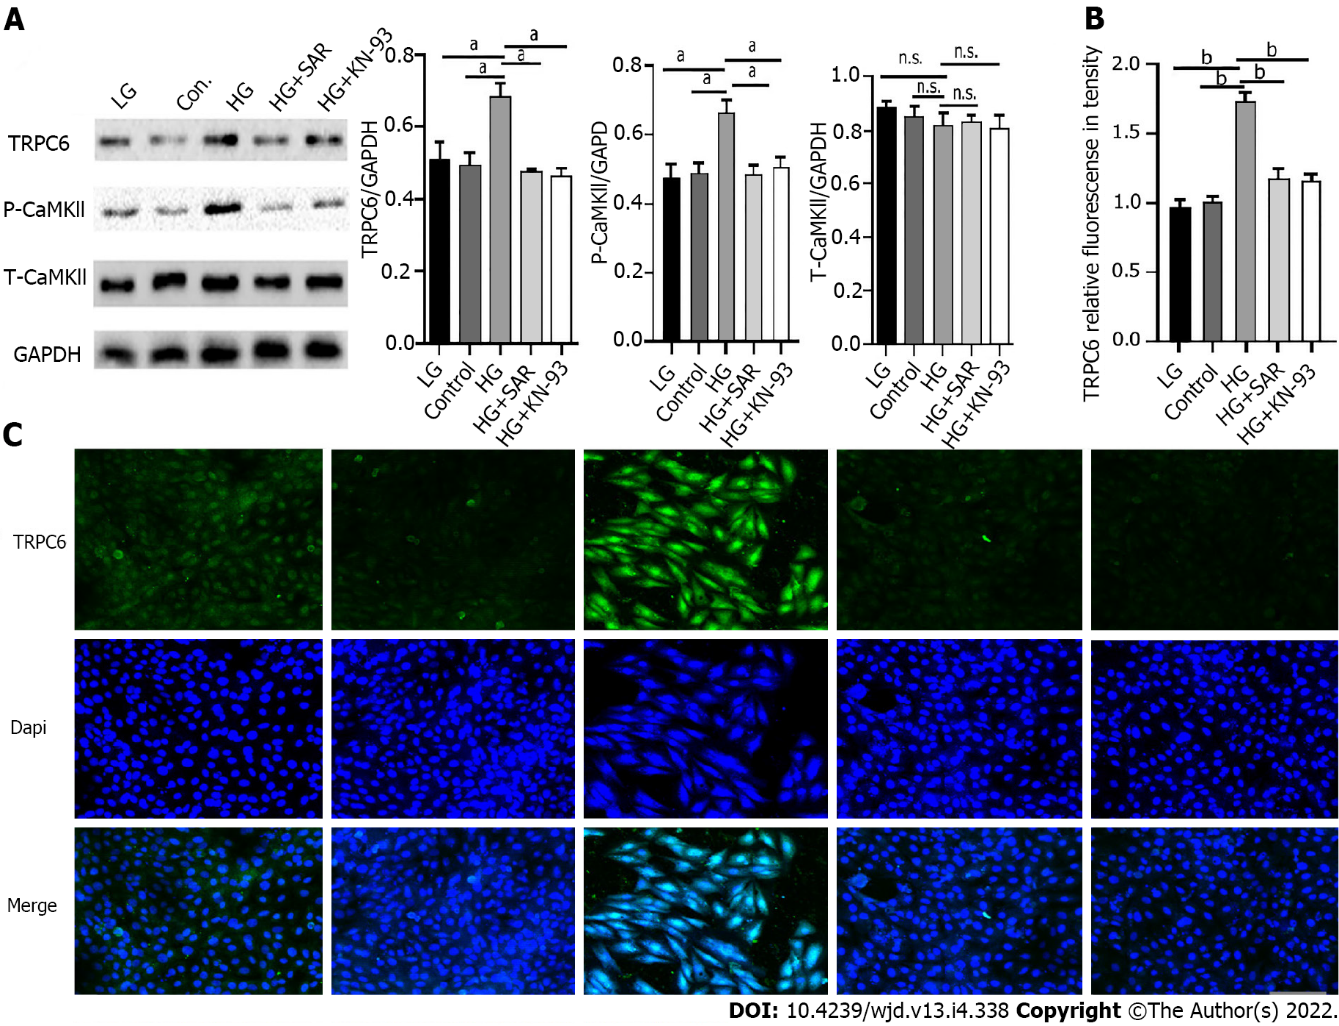 A
LG
Con.
HG
HG+SAR
HG+KN-93
TRPC6
P-CaMKll
T-CaMKll
GAPDH
TRPC6/GAPDH
0.8
0.6
0.4
0.2
0.0
a
a
a
a
LG
Control
HG
HG+SAR
HG+KN-93
P-CaMKll/GAPD
0.8
0.6
0.4
0.2
0.0
a
a
a
a
LG
Control
HG
HG+SAR
HG+KN-93
T-CaMKll/GAPDH
1.0
0.8
0.6
0.4
0.2
0.0
n.s.
n.s.
n.s.
n.s.
LG
Control
HG
HG+SAR
HG+KN-93
B
TRPC6 relative fluorescense in tensity
2.0
1.5
1.0
0.5
0.0
b
b
b
b
LG
Control
HG
HG+SAR
HG+KN-93
C
TRPC6
Dapi
Merge
DOI: 10.4239/wjd.v13.i4.338 Copyright ©The Author(s) 2022.